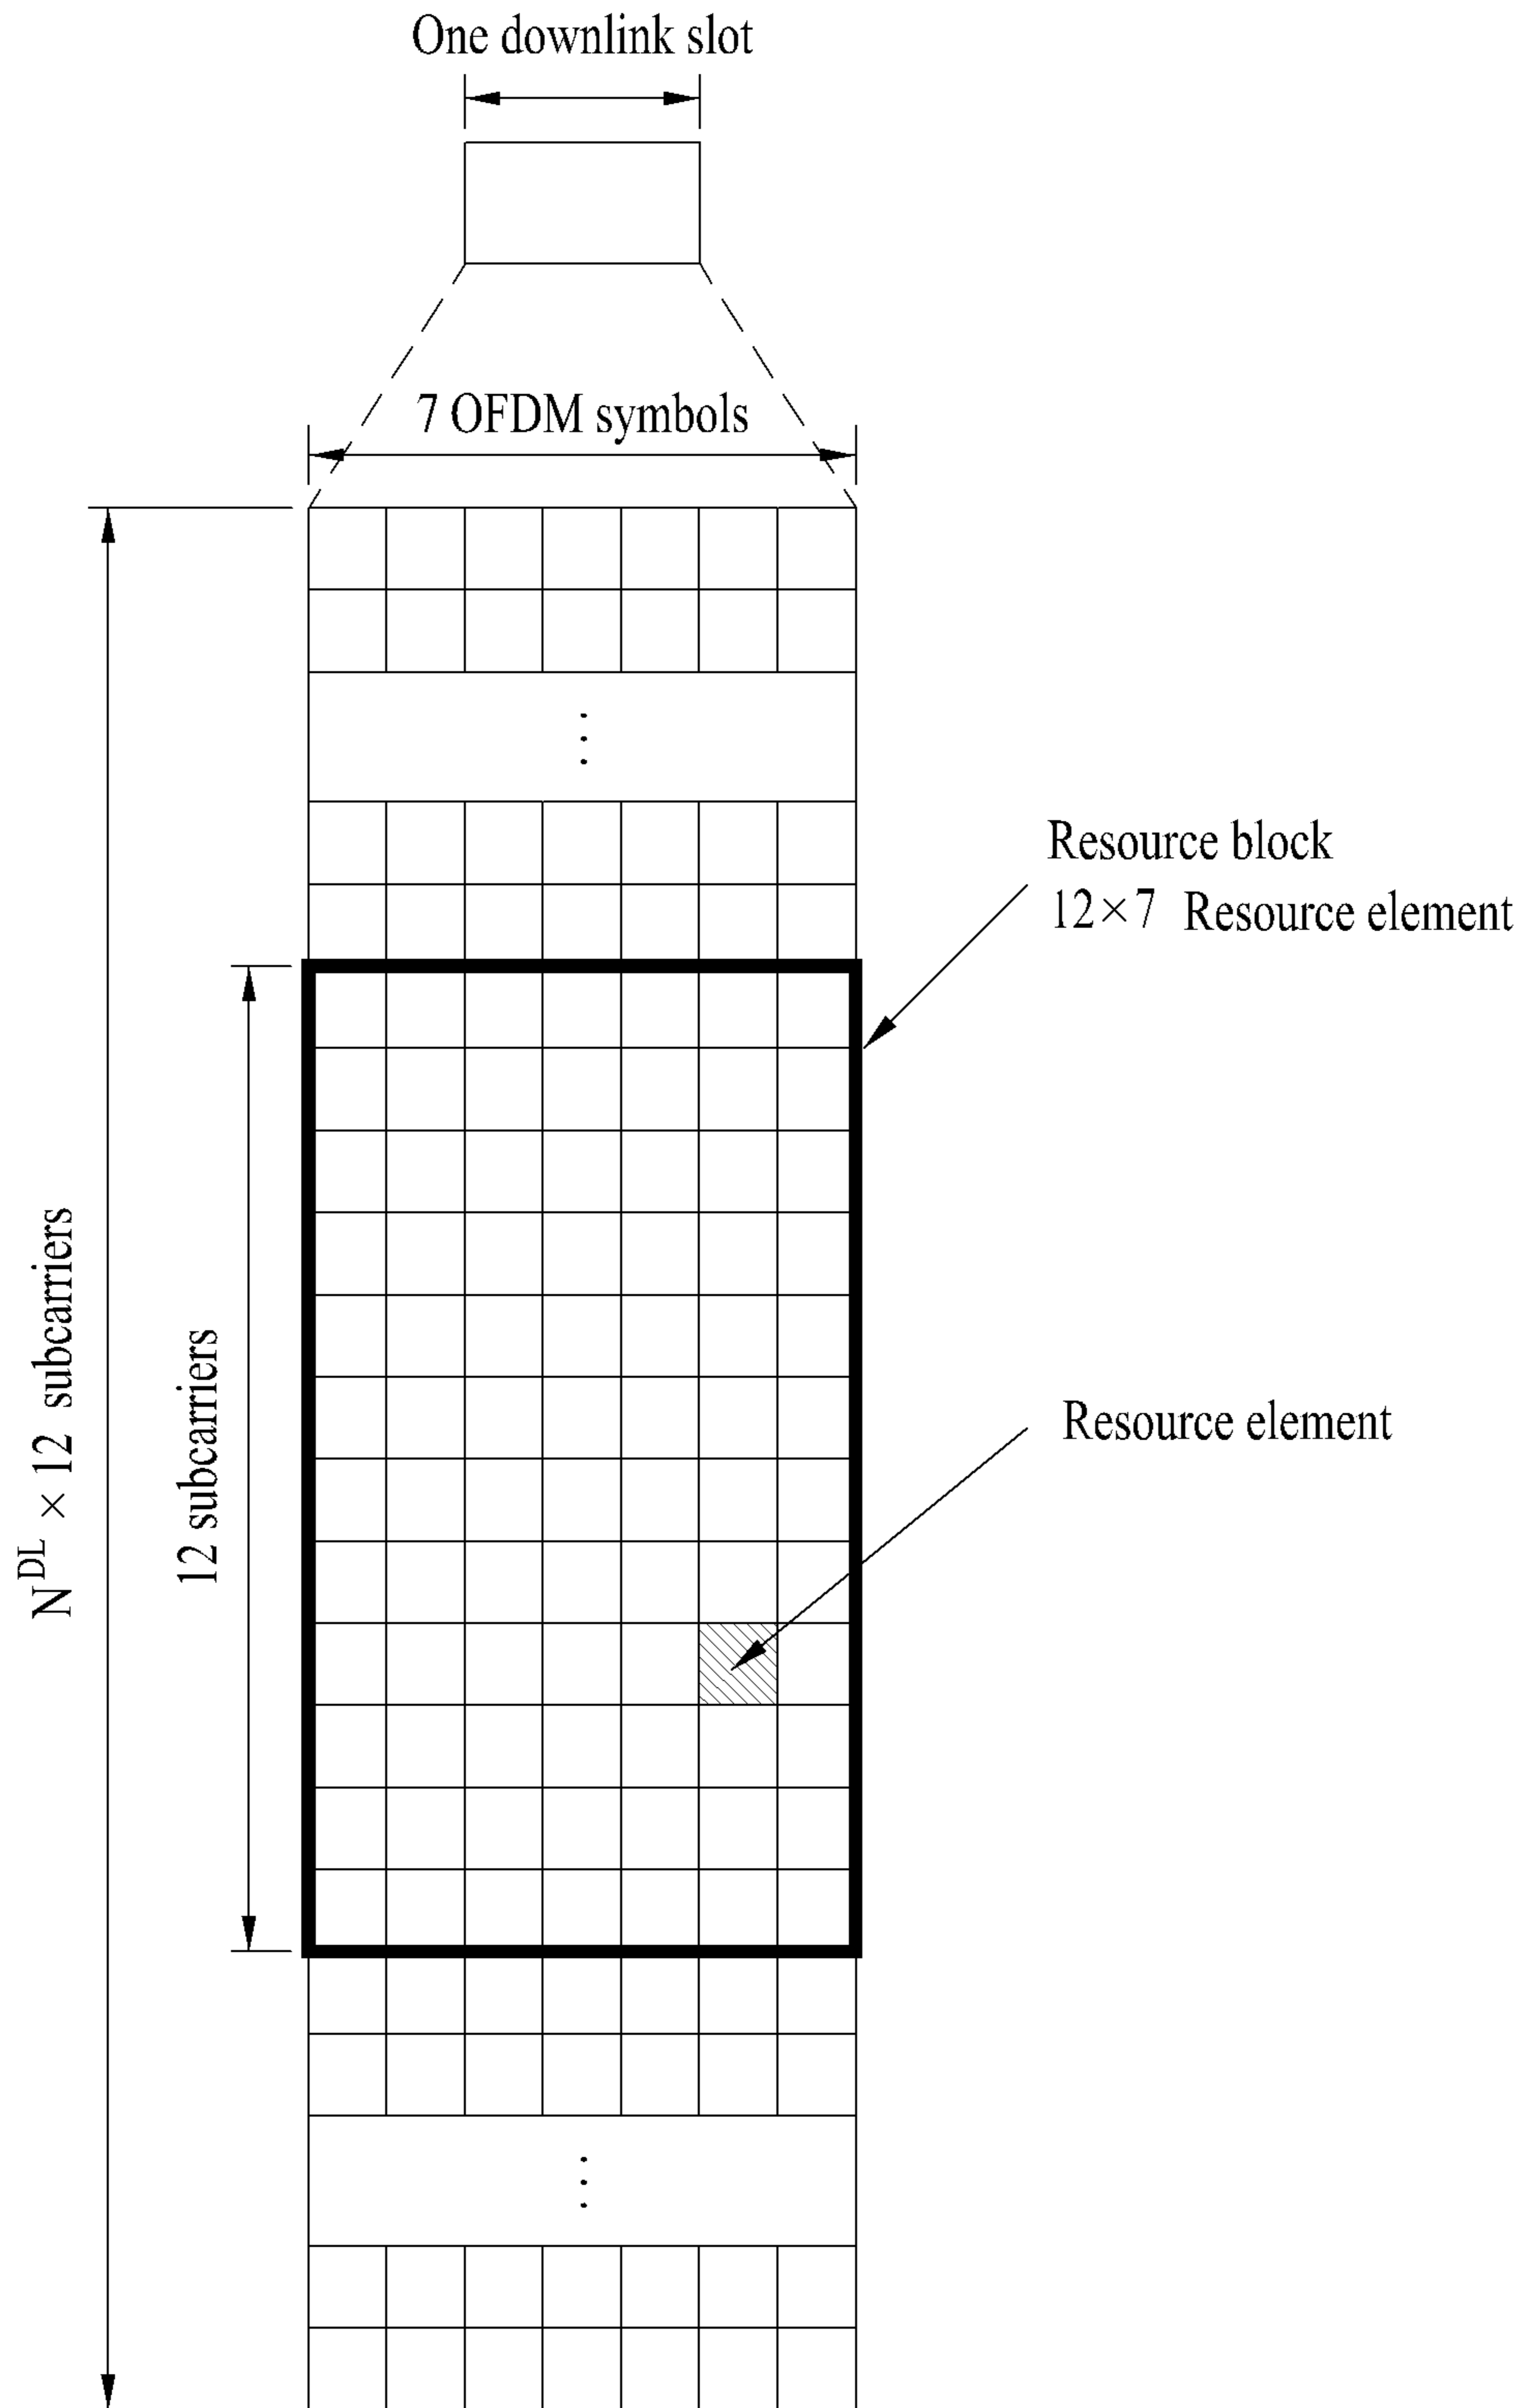 One downlink slot
7 OFDM symbols
Resource block
12×7 Resource element
N^DL × 12 subcarriers
12 subcarriers
Resource element